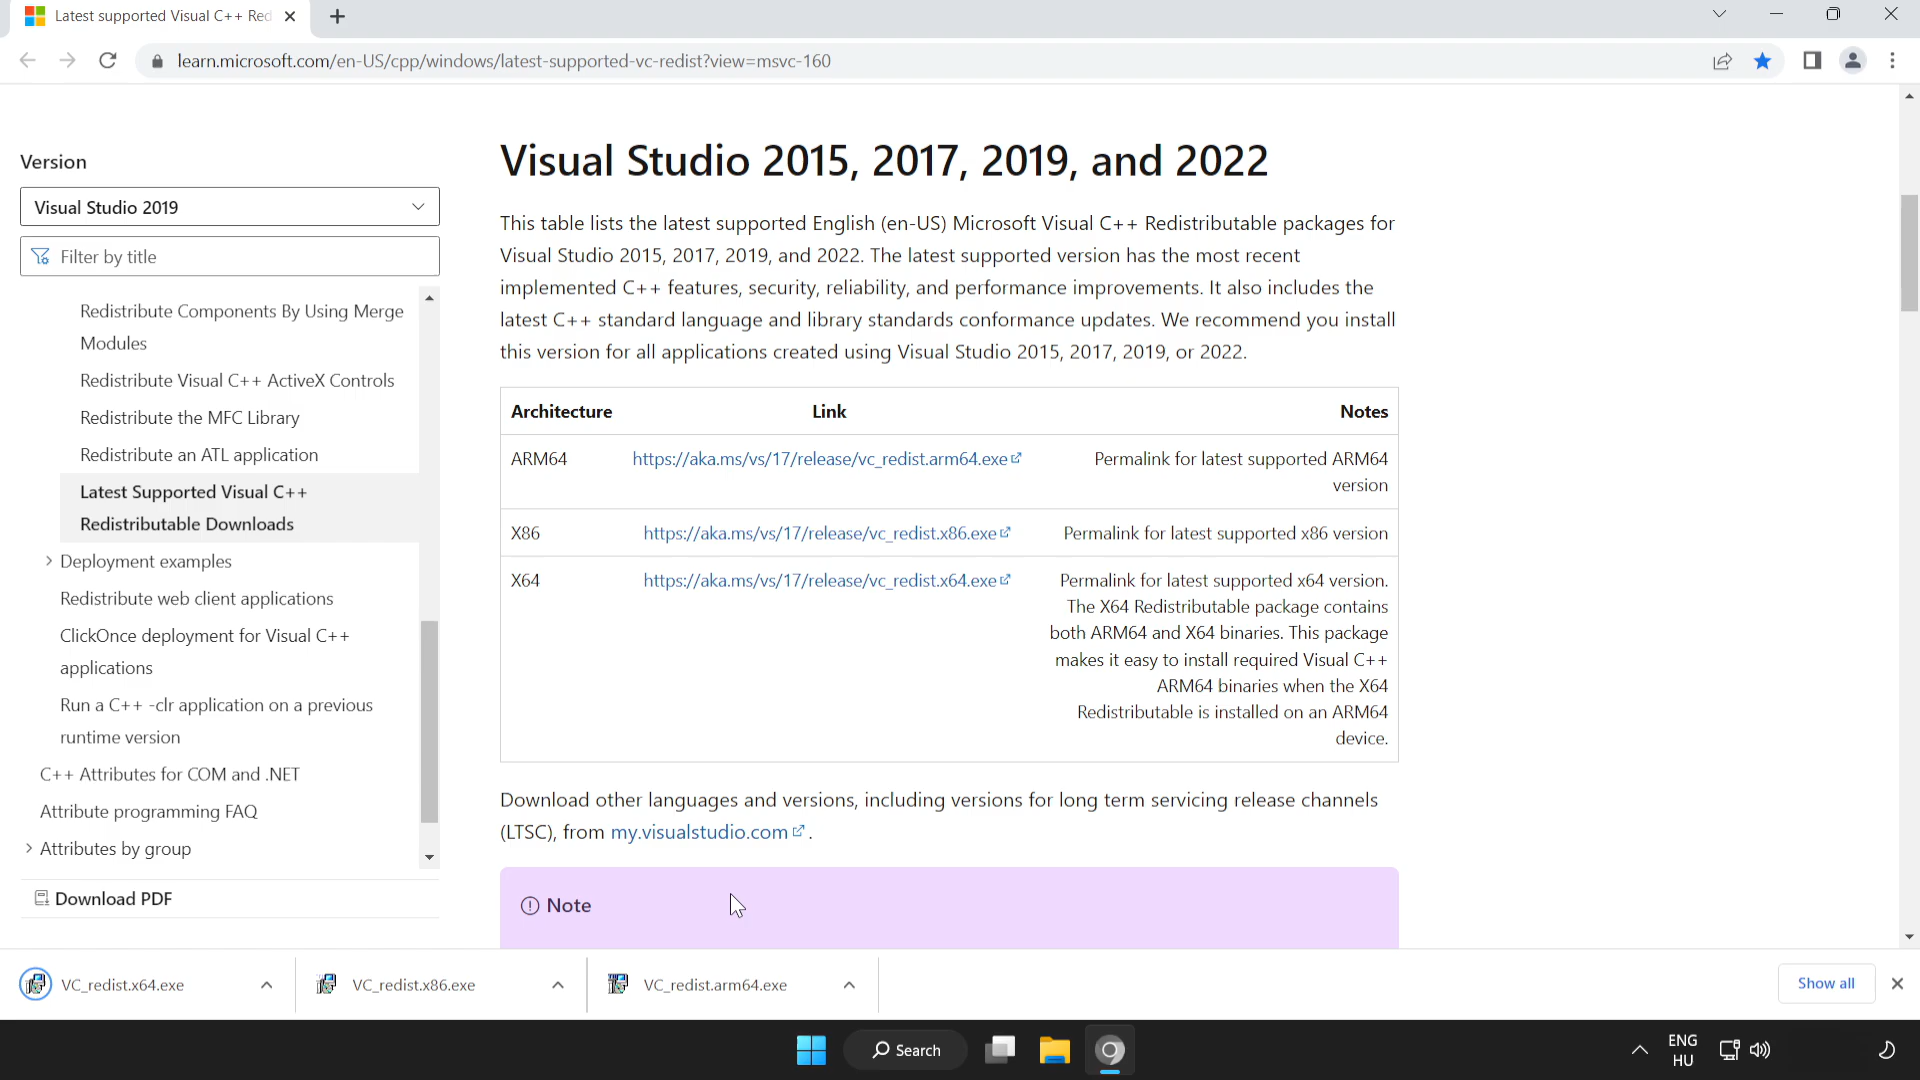 Latest supported Visual C++ Red
learn.microsoft.com/en-US/cpp/windows/latest-supported-vc-redist?view=msvc-160
Version
Visual Studio 2019
Filter by title
Redistribute Components By Using Merge
Modules
Redistribute Visual C++ ActiveX Controls
Redistribute the MFC Library
Redistribute an ATL application
Latest Supported Visual C++
Redistributable Downloads
Deployment examples
Redistribute web client applications
ClickOnce deployment for Visual C++
applications
Run a C++ -clr application on a previous
runtime version
C++ Attributes for COM and .NET
Attribute programming FAQ
Attributes by group
Download PDF
Visual Studio 2015, 2017, 2019, and 2022
This table lists the latest supported English (en-US) Microsoft Visual C++ Redistributable packages for
Visual Studio 2015, 2017, 2019, and 2022. The latest supported version has the most recent
implemented C++ features, security, reliability, and performance improvements. It also includes the
latest C++ standard language and library standards conformance updates. We recommend you install
this version for all applications created using Visual Studio 2015, 2017, 2019, or 2022.
Architecture Link Notes
ARM64 https://aka.ms/vs/17/release/vc_redist.arm64.exe Permalink for latest supported ARM64
version
X86 https://aka.ms/vs/17/release/vc_redist.x86.exe Permalink for latest supported x86 version
X64 https://aka.ms/vs/17/release/vc_redist.x64.exe Permalink for latest supported x64 version.
The X64 Redistributable package contains
both ARM64 and X64 binaries. This package
makes it easy to install required Visual C++
ARM64 binaries when the X64
Redistributable is installed on an ARM64
device.
Download other languages and versions, including versions for long term servicing release channels
(LTSC), from my.visualstudio.com .
Note
VC_redist.x64.exe VC_redist.x86.exe VC_redist.arm64.exe Show all
Search ENG
HU